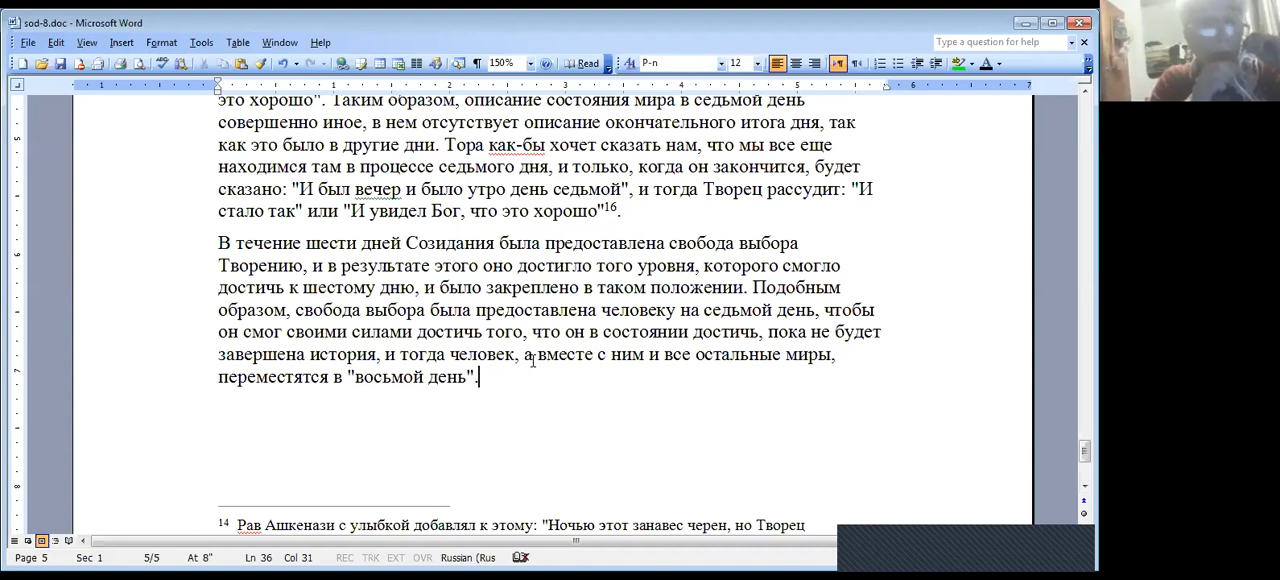 sod-8.doc - Microsoft Word
File Edit View Insert Format Tools Table Window Help
Type a question for help
150% Read P-n 12
1 1 2 3 4 5 6 7
это хорошо". Таким образом, описание состояния мира в седьмой день
совершенно иное, в нем отсутствует описание окончательного итога дня, так
как это было в другие дни. Тора как-бы хочет сказать нам, что мы все еще
находимся там в процессе седьмого дня, и только, когда он закончится, будет
сказано: "И был вечер и было утро день седьмой", и тогда Творец рассудит: "И
стало так" или "И увидел Бог, что это хорошо"16.
В течение шести дней Созидания была предоставлена свобода выбора
Творению, и в результате этого оно достигло того уровня, которого смогло
достичь к шестому дню, и было закреплено в таком положении. Подобным
образом, свобода выбора была предоставлена человеку на седьмой день, чтобы
он смог своими силами достичь того, что он в состоянии достичь, пока не будет
завершена история, и тогда человек, а вместе с ним и все остальные миры,
переместятся в "восьмой день".
14 Рав Ашкенази с улыбкой добавлял к этому: "Ночью этот занавес черен, но Творец
Page 5 Sec 1 5/5 At 8" Ln 36 Col 31 REC TRK EXT OVR Russian (Rus